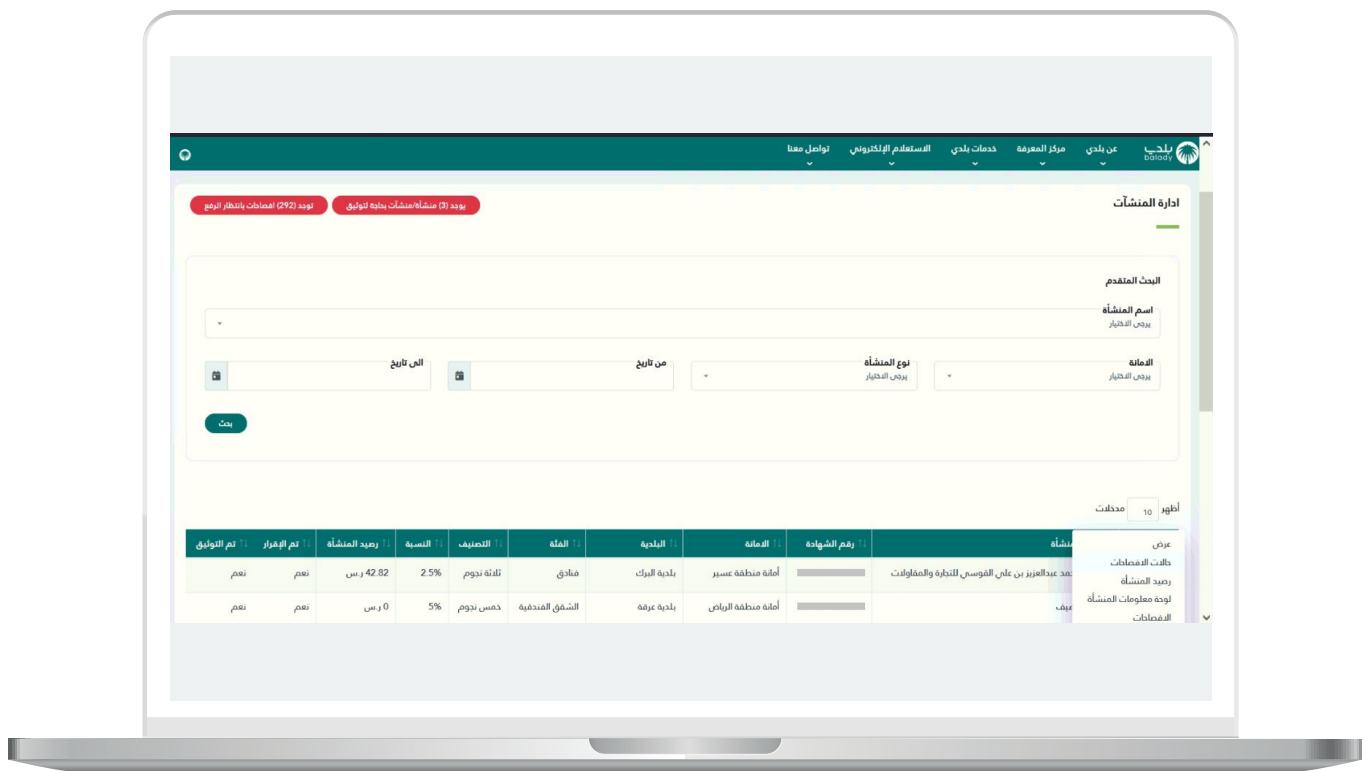 بلدي
balady
عن بلدي
مركز المعرفة
خدمات بلدي
الاستعلام الإلكتروني
تواصل معنا
ادارة المنشآت
يوجد (3) منشأة/منشآت بحاجة لتوثيق
توجد (292) افصاحات بانتظار الرفع
البحث المتقدم
اسم المنشأة
يرجى الاختيار
الامانة
يرجى الاختيار
نوع المنشأة
يرجى الاختيار
من تاريخ
الى تاريخ
بحث
أظهر 10 مدخلات
رقم الشهادة الامانة البلدية الفئة التصنيف النسبة رصيد المنشأة تم الإقرار تم التوثيق
عبدالعزيز بن علي القوسي للتجارة والمقاولات أمانة منطقة عسير بلدية البرك فنادق ثلاثة نجوم 2.5% 42.82 ر.س نعم نعم
أمانة منطقة الرياض بلدية عرقة الشقق الفندقية خمس نجوم 5% 0 ر.س نعم نعم
عرض
حالات الافصاحات
رصيد المنشأة
لوحة معلومات المنشأة
الافصاحات